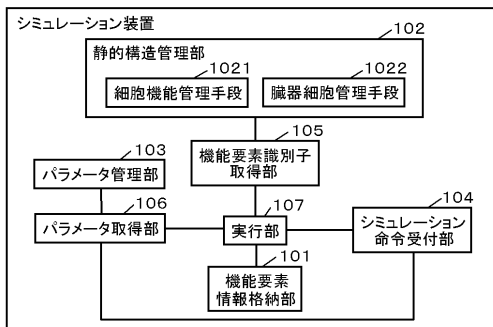 シミュレーション装置
102
静的構造管理部
1021
1022
細胞機能管理手段
臓器細胞管理手段
105
103
機能要素識別子
取得部
パラメータ管理部
106
107
104
パラメータ取得部
実行部
シミュレーション
命令受付部
101
機能要素
情報格納部